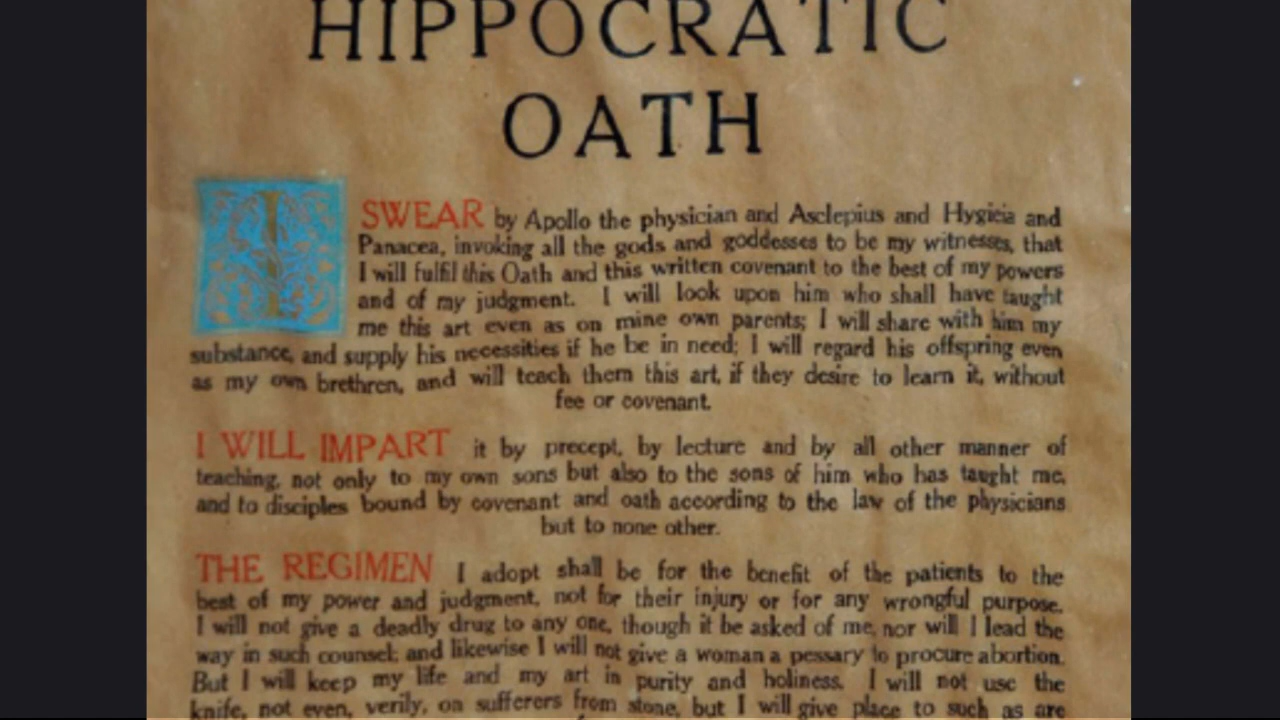 HIPPOCRATIC
OATH
I SWEAR by Apollo the physician and Asclepius and Hygieia and
Panacea, invoking all the gods and goddesses to be my witnesses, that
I will fulfil this Oath and this written covenant to the best of my powers
and of my judgment. I will look upon him who shall have taught
me this art even as on mine own parents; I will share with him my
substance, and supply his necessities if he be in need; I will regard his offspring even
as my own brethren, and will teach them this art, if they desire to learn it, without
fee or covenant.
I WILL IMPART it by precept, by lecture and by all other manner of
teaching, not only to my own sons but also to the sons of him who has taught me,
and to disciples bound by covenant and oath according to the law of the physicians
but to none other.
THE REGIMEN I adopt shall be for the benefit of the patients to the
best of my power and judgment, not for their injury or for any wrongful purpose.
I will not give a deadly drug to any one, though it be asked of me, nor will I lead the
way in such counsel; and likewise I will not give a woman a pessary to procure abortion.
But I will keep my life and my art in purity and holiness. I will not use the
knife, not even, verily, on sufferers from stone, but I will give place to such as are